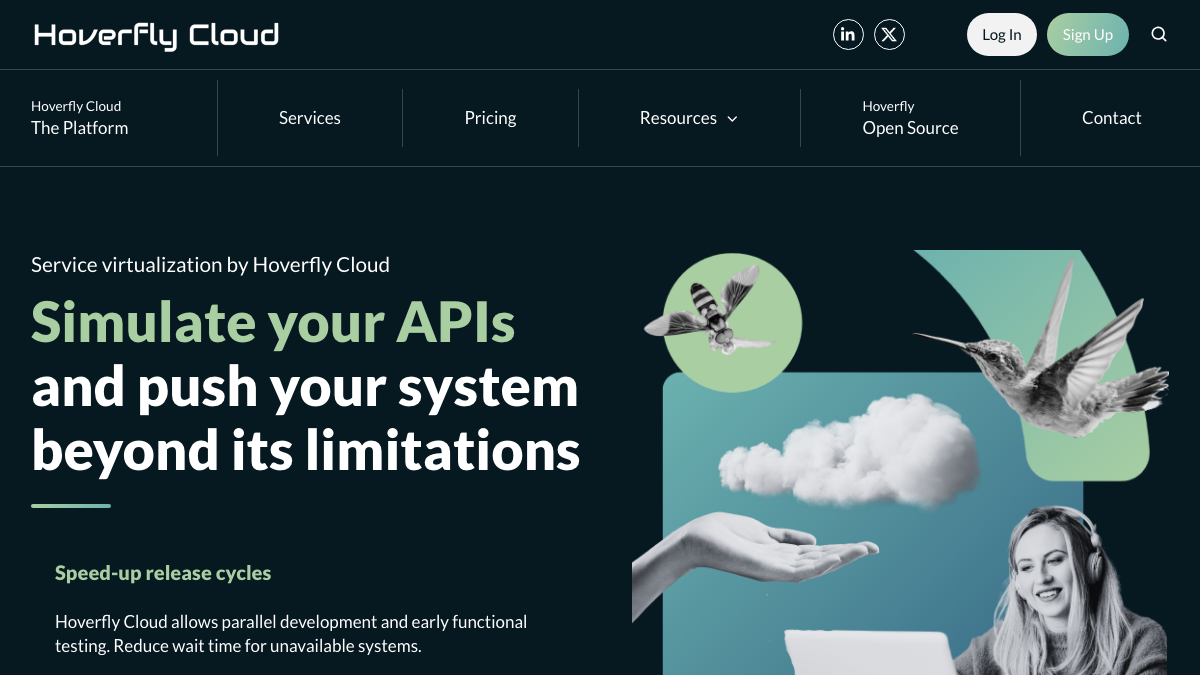 Hoverfly Cloud
Log In
Sign Up
Hoverfly Cloud
The Platform
Services
Pricing
Resources
Hoverfly
Open Source
Contact
Service virtualization by Hoverfly Cloud
Simulate your APIs
and push your system
beyond its limitations
Speed-up release cycles
Hoverfly Cloud allows parallel development and early functional
testing. Reduce wait time for unavailable systems.